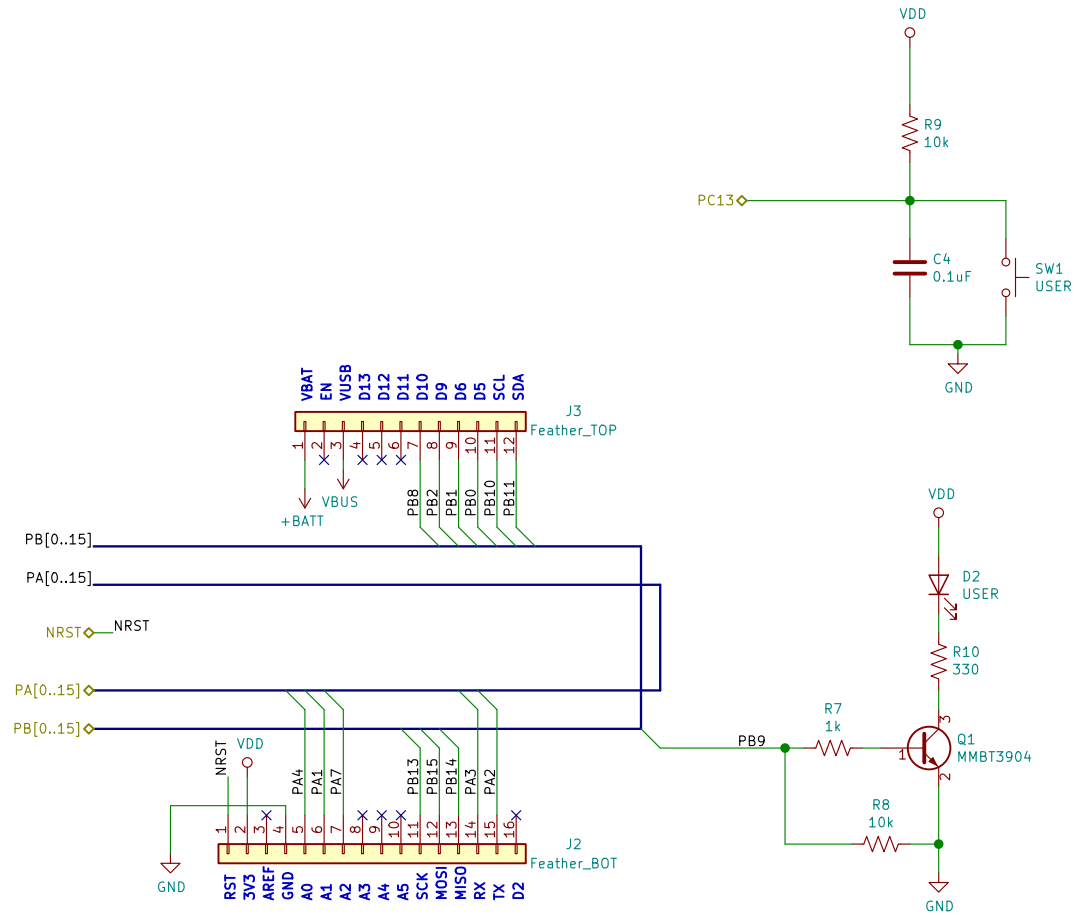 VDD
R9
10k
PC13
C4
0.1uF
SW1
USER
GND
VBAT
EN
VUSB
D13
D12
D11
D10
D9
D6
D5
SCL
SDA
J3
Feather_TOP
1
2
3
4
5
6
7
8
9
10
11
12
VBUS
+BATT
PB8
PB2
PB1
PB0
PB10
PB11
PB[0..15]
PA[0..15]
NRST
NRST
PA[0..15]
PB[0..15]
NRST
VDD
PA4
PA1
PA7
PB13
PB15
PB14
PA3
PA2
1
2
3
4
5
6
7
8
9
10
11
12
13
14
15
16
J2
Feather_BOT
GND
RST
3V3
AREF
GND
A0
A1
A2
A3
A4
A5
SCK
MOSI
MISO
RX
TX
D2
VDD
D2
USER
R10
330
R7
1k
PB9
3
1
2
Q1
MMBT3904
R8
10k
GND